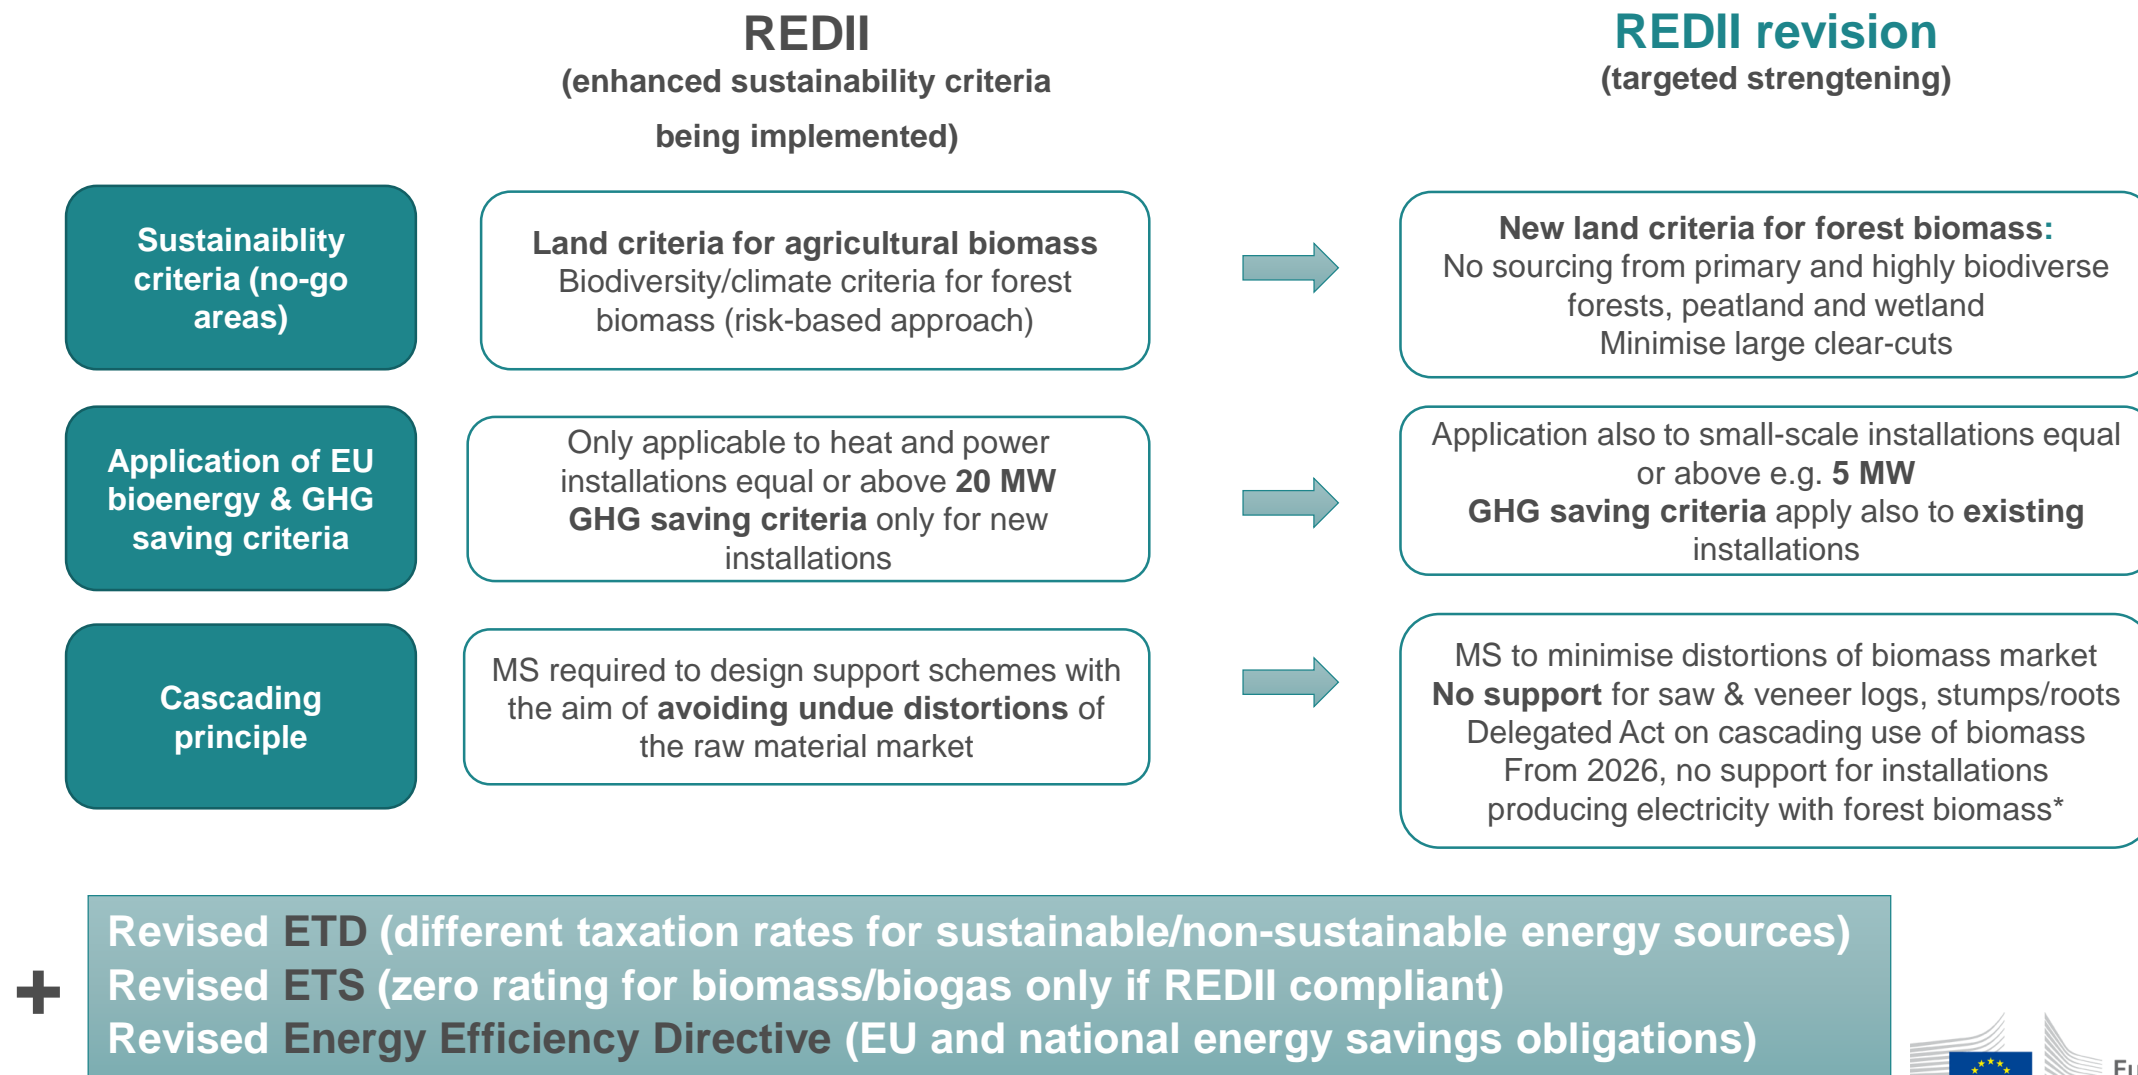 REDII
(enhanced sustainability criteria
being implemented)
REDII revision
(targeted strengtening)
Sustainaiblity
criteria (no-go
areas)
Land criteria for agricultural biomass
Biodiversity/climate criteria for forest
biomass (risk-based approach)
New land criteria for forest biomass:
No sourcing from primary and highly biodiverse
forests, peatland and wetland
Minimise large clear-cuts
Application of EU
bioenergy & GHG
saving criteria
Only applicable to heat and power
installations equal or above 20 MW
GHG saving criteria only for new
installations
Application also to small-scale installations equal
or above e.g. 5 MW
GHG saving criteria apply also to existing
installations
Cascading
principle
MS required to design support schemes with
the aim of avoiding undue distortions of
the raw material market
MS to minimise distortions of biomass market
No support for saw & veneer logs, stumps/roots
Delegated Act on cascading use of biomass
From 2026, no support for installations
producing electricity with forest biomass*
+
Revised ETD (different taxation rates for sustainable/non-sustainable energy sources)
Revised ETS (zero rating for biomass/biogas only if REDII compliant)
Revised Energy Efficiency Directive (EU and national energy savings obligations)